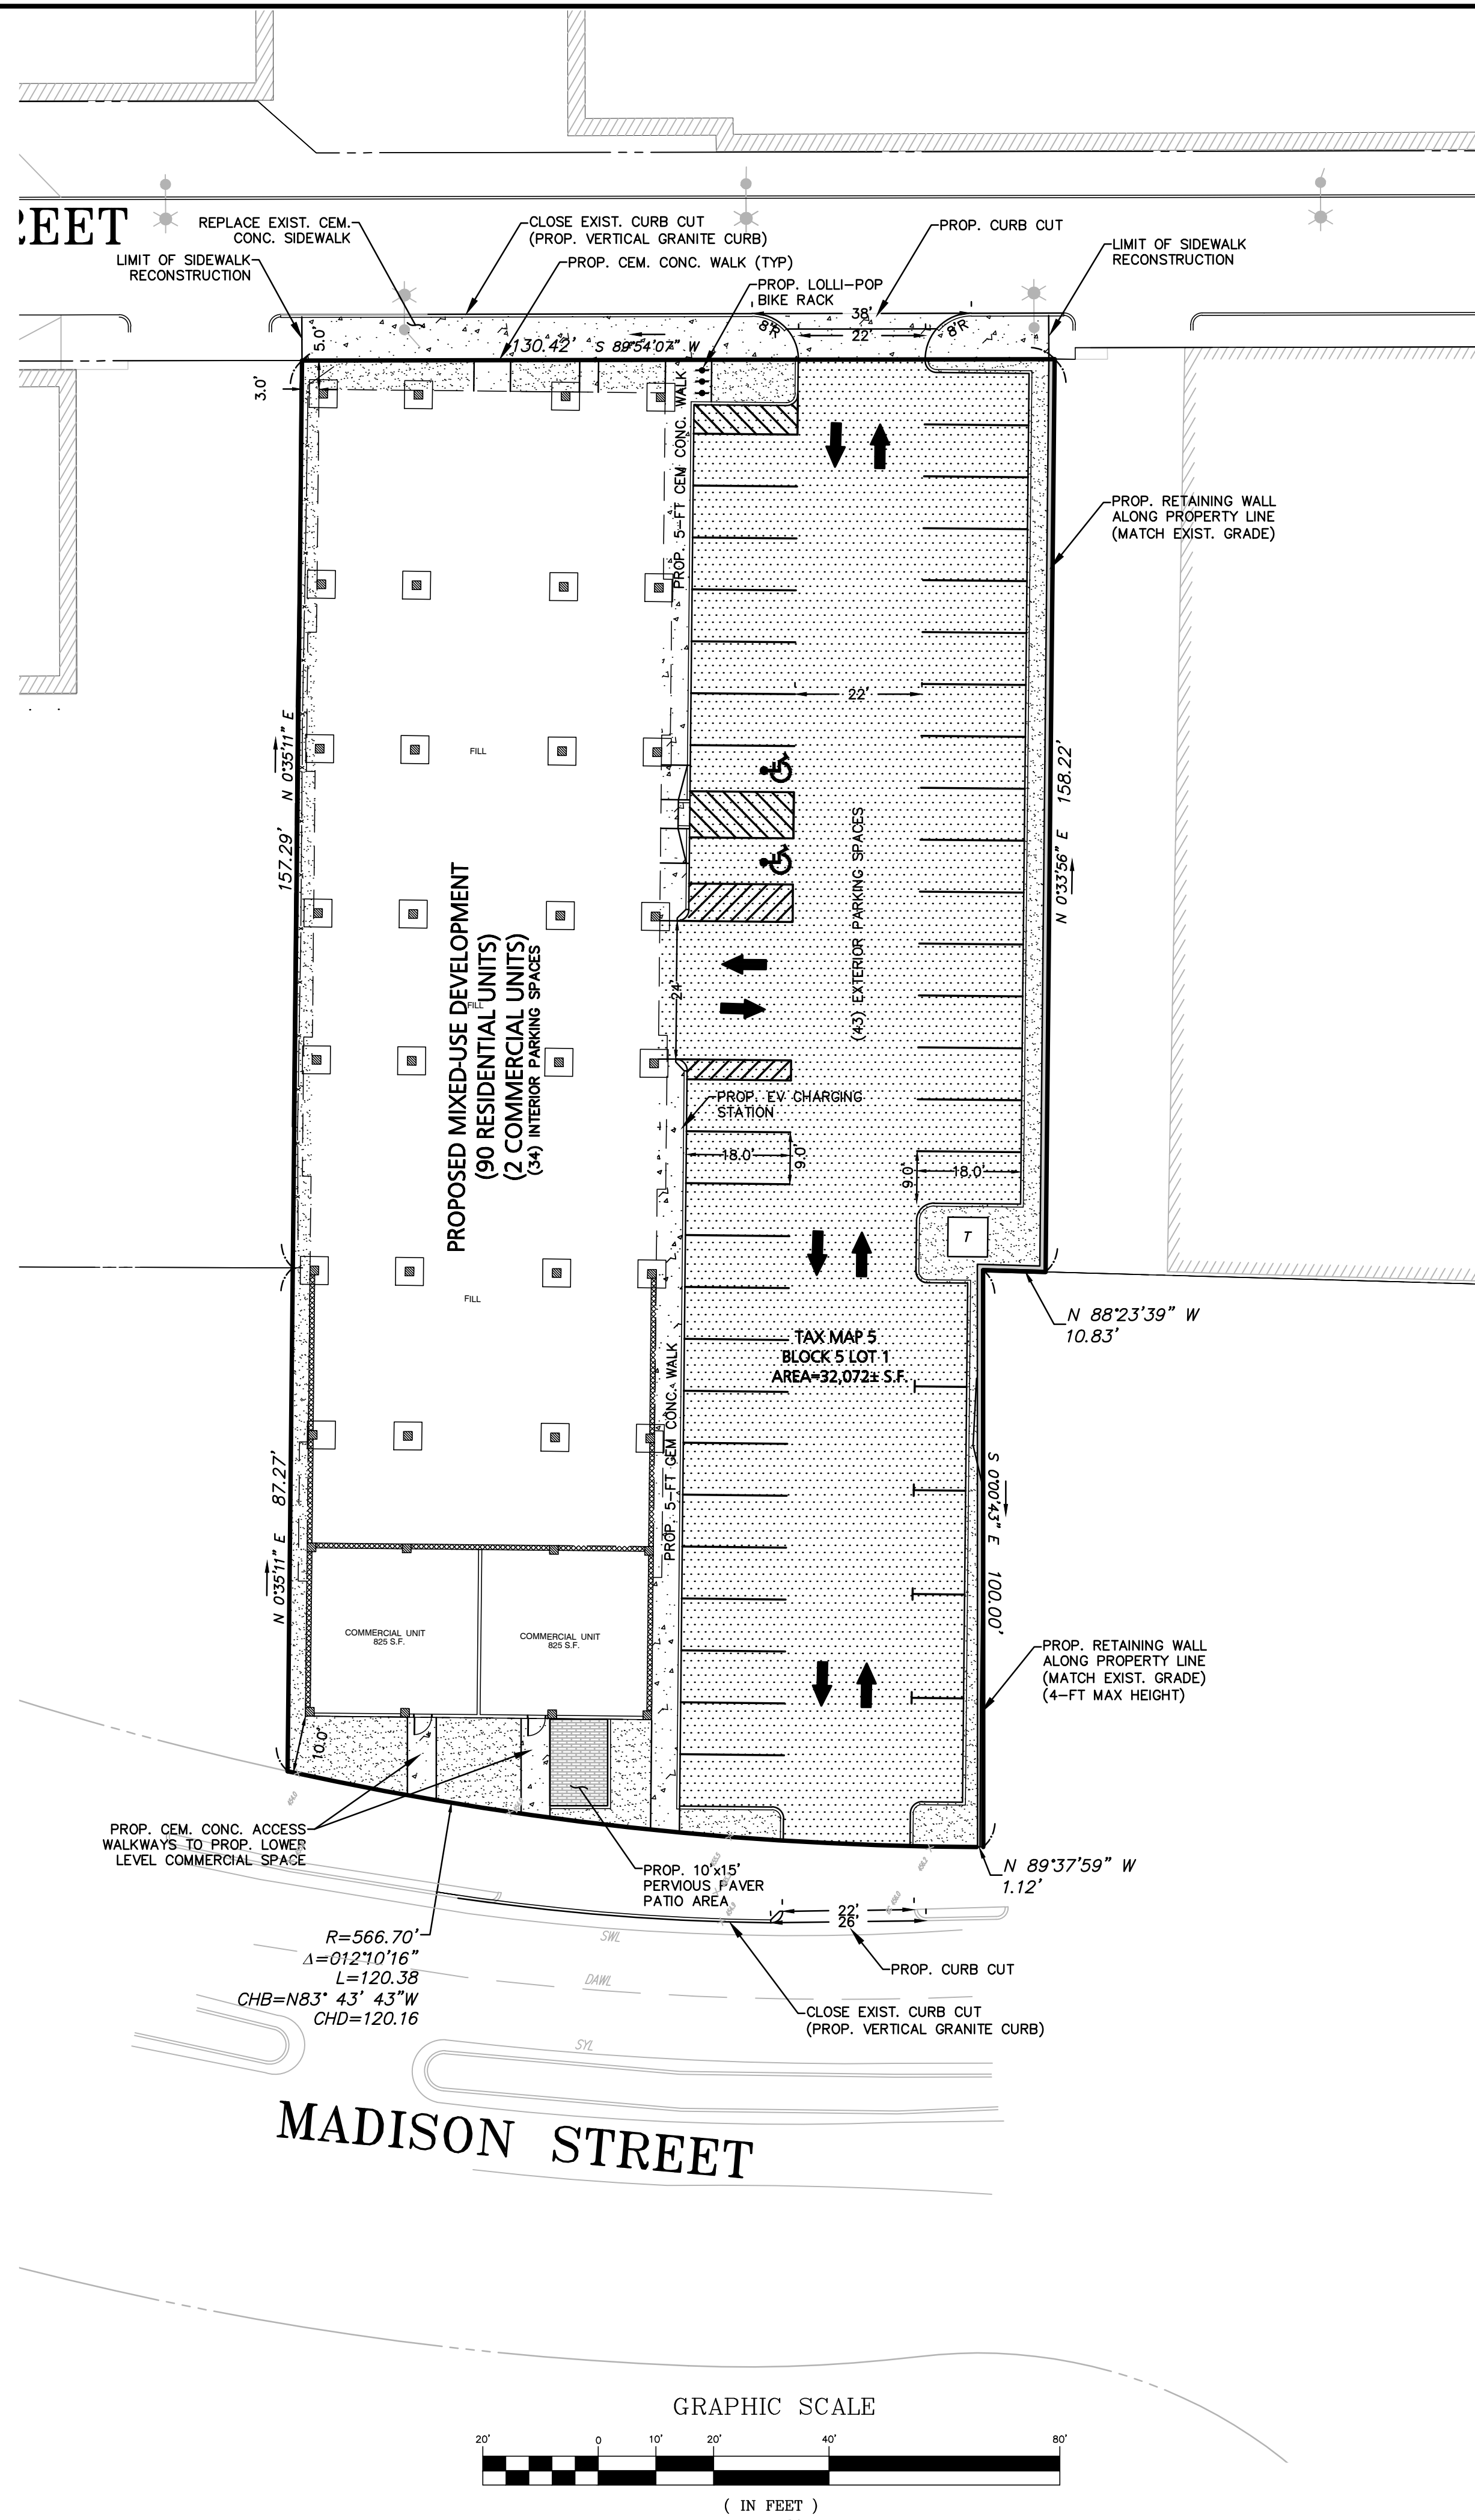 REET
REPLACE EXIST. CEM.
CONC. SIDEWALK
CLOSE EXIST. CURB CUT
(PROP. VERTICAL GRANITE CURB)
PROP. CURB CUT
LIMIT OF SIDEWALK
RECONSTRUCTION
PROP. CEM. CONC. WALK (TYP)
LIMIT OF SIDEWALK
RECONSTRUCTION
PROP. LOLLI-POP
BIKE RACK
38'
8'R
22'
8'R
5.0'
130.42' S 89°54'07" W
3.0'
PROP. 5-FT CEM CONC. WALK
PROP. RETAINING WALL
ALONG PROPERTY LINE
(MATCH EXIST. GRADE)
22'
N 0°35'11" E
157.29'
FILL
158.22'
N 0°33'56" E
(43) EXTERIOR PARKING SPACES
PROPOSED MIXED-USE DEVELOPMENT
(90 RESIDENTIAL UNITS)
(2 COMMERCIAL UNITS)
(34) INTERIOR PARKING SPACES
FILL
24'
PROP. EV CHARGING
STATION
18.0'
9.0'
9.0'
18.0'
T
FILL
N 88°23'39" W
10.83'
TAX MAP 5
BLOCK 5 LOT 1
AREA=32,072± S.F.
PROP. 5-FT CEM CONC. WALK
87.27'
N 0°35'11" E
S 0°00'43" E
100.00'
COMMERCIAL UNIT
825 S.F.
COMMERCIAL UNIT
825 S.F.
PROP. RETAINING WALL
ALONG PROPERTY LINE
(MATCH EXIST. GRADE)
(4-FT MAX HEIGHT)
10.0'
PROP. CEM. CONC. ACCESS
WALKWAYS TO PROP. LOWER
LEVEL COMMERCIAL SPACE
PROP. 10'x15'
PERVIOUS PAVER
PATIO AREA
N 89°37'59" W
1.12'
22'
26'
R=566.70'
Δ=012°10'16"
L=120.38
CHB=N83° 43' 43"W
CHD=120.16
SWL
DAWL
PROP. CURB CUT
CLOSE EXIST. CURB CUT
(PROP. VERTICAL GRANITE CURB)
SYL
MADISON STREET
GRAPHIC SCALE
20' 0 10' 20' 40' 80'
( IN FEET )